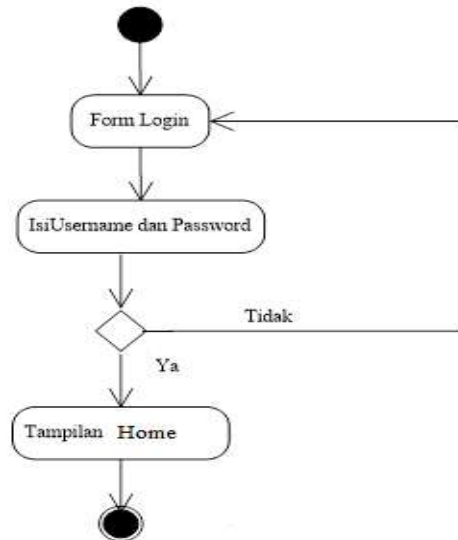 Form Login
IsiUsername dan Password
Tidak
Ya
Tampilan Home